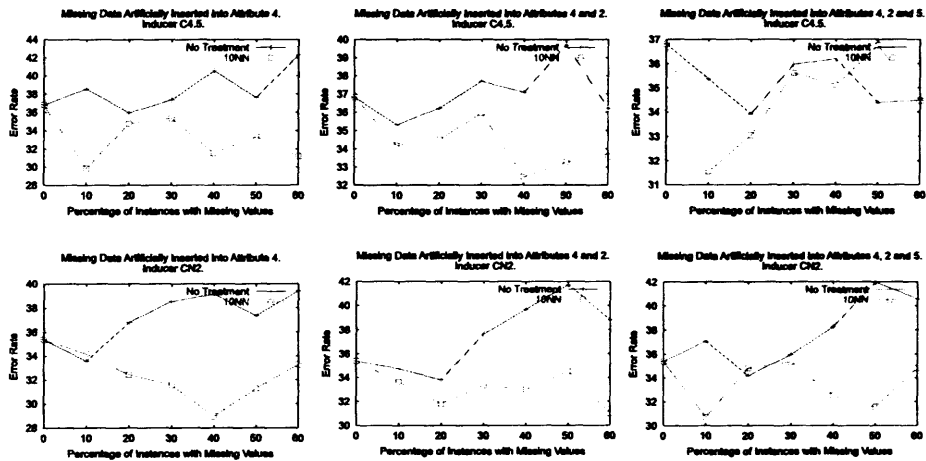 Missing Data Artificially Inserted into Attribute 4.
Inducer C4.5.
No Treatment
10NN
Error Rate
44
42
40
38
36
34
32
30
28
0 10 20 30 40 50 60
Percentage of Instances with Missing Values
Missing Data Artificially Inserted into Attributes 4 and 2.
Inducer C4.5.
No Treatment
10NN
Error Rate
40
39
38
37
36
35
34
33
32
0 10 20 30 40 50 60
Percentage of Instances with Missing Values
Missing Data Artificially Inserted into Attributes 4, 2 and 5.
Inducer C4.5.
No Treatment
10NN
Error Rate
37
36
35
34
33
32
31
0 10 20 30 40 50 60
Percentage of Instances with Missing Values
Missing Data Artificially Inserted into Attribute 4.
Inducer CN2.
No Treatment
10NN
Error Rate
40
38
36
34
32
30
28
0 10 20 30 40 50 60
Percentage of Instances with Missing Values
Missing Data Artificially Inserted into Attributes 4 and 2.
Inducer CN2.
No Treatment
10NN
Error Rate
42
40
38
36
34
32
30
0 10 20 30 40 50 60
Percentage of Instances with Missing Values
Missing Data Artificially Inserted into Attributes 4, 2 and 5.
Inducer CN2.
No Treatment
10NN
Error Rate
42
40
38
36
34
32
30
0 10 20 30 40 50 60
Percentage of Instances with Missing Values